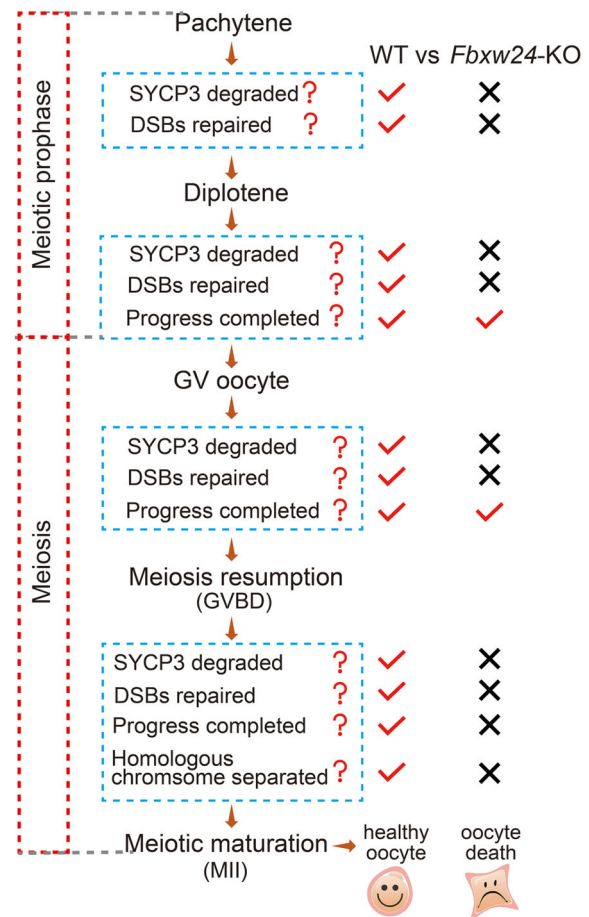 Pachytene
WT vs Fbxw24-KO
SYCP3 degraded ?
DSBs repaired ?
Diplotene
SYCP3 degraded ?
DSBs repaired ?
Progress completed ?
Meiotic prophase
GV oocyte
SYCP3 degraded ?
DSBs repaired ?
Progress completed ?
Meiosis resumption
(GVBD)
SYCP3 degraded ?
DSBs repaired ?
Progress completed ?
Homologous
chromsome separated ?
Meiosis
Meiotic maturation
(MII)
healthy
oocyte
oocyte
death